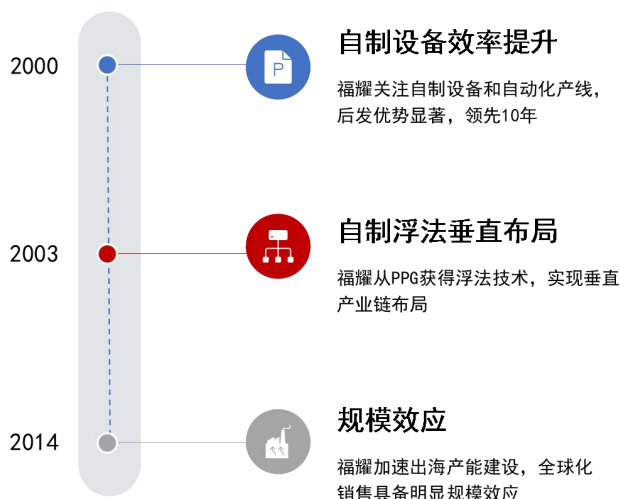 2000
P
自制设备效率提升
福耀关注自制设备和自动化产线，
后发优势显著，领先10年
2003
自制浮法垂直布局
福耀从PPG获得浮法技术，实现垂直
产业链布局
2014
规模效应
福耀加速出海产能建设，全球化
销售具备明显规模效应